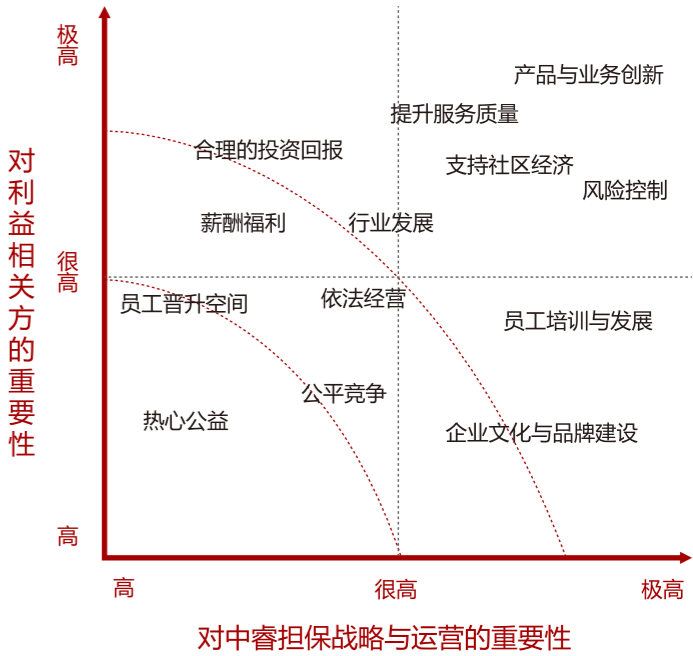 极高
产品与业务创新
提升服务质量
合理的投资回报
支持社区经济
风险控制
薪酬福利
行业发展
对利益相关方的重要性
很高
员工晋升空间
依法经营
员工培训与发展
公平竞争
热心公益
企业文化与品牌建设
高
高
很高
极高
对中睿担保战略与运营的重要性